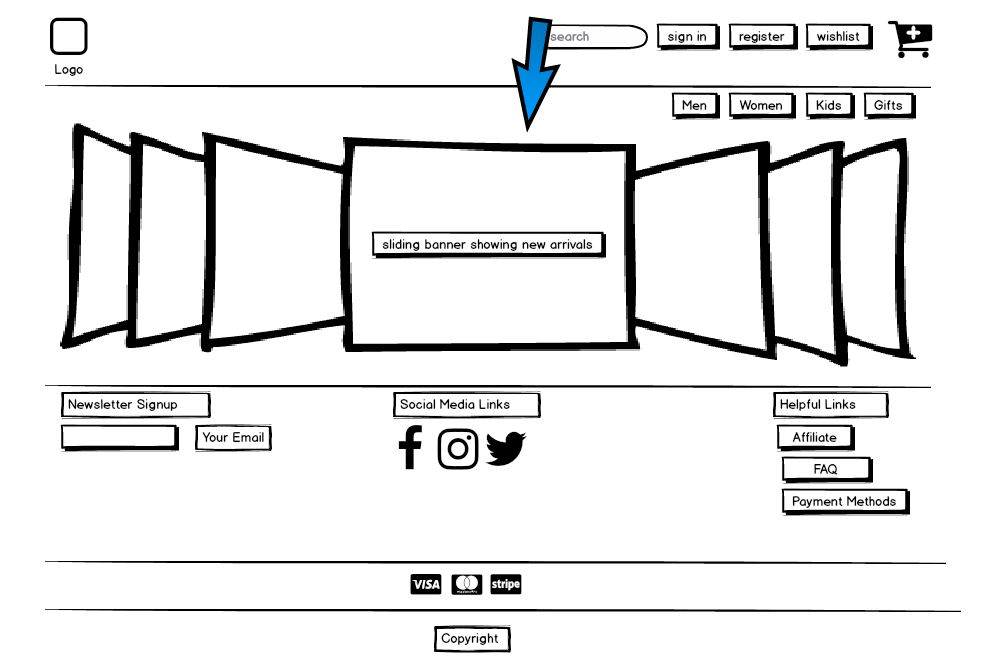 search
sign in
register
wishlist
Logo
Men
Women
Kids
Gifts
sliding banner showing new arrivals
Newsletter Signup
Your Email
Social Media Links
Helpful Links
Affiliate
FAQ
Payment Methods
VISA
stripe
Copyright